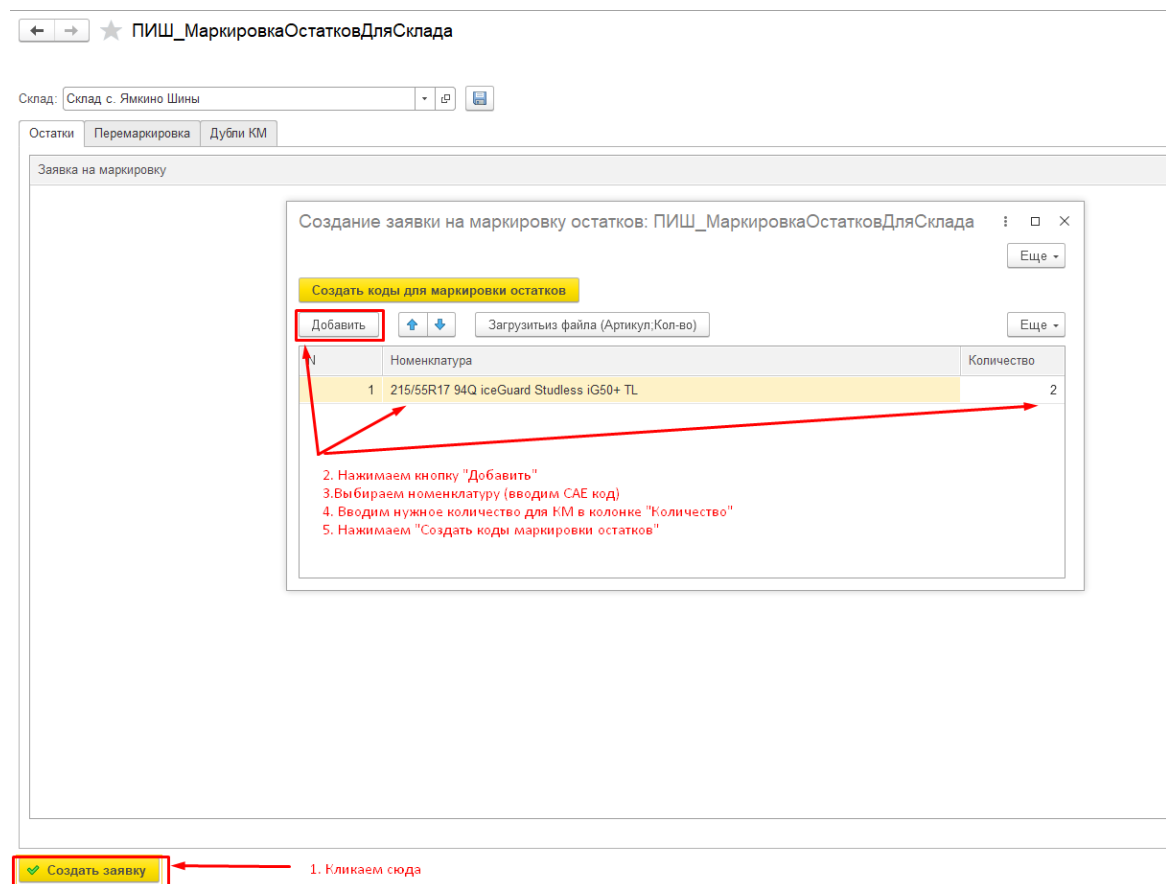 ПИШ_МаркировкаОстатковДляСклада
Склад: Склад с. Ямкино Шины
Остатки Перемаркировка Дубли КМ
Заявка на маркировку
Создание заявки на маркировку остатков: ПИШ_МаркировкаОстатковДляСклада
Еще
Создать коды для маркировки остатков
Добавить Загрузитьиз файла (Артикул;Кол-во) Еще
N Номенклатура Количество
1 215/55R17 94Q iceGuard Studless iG50+ TL 2
2. Нажимаем кнопку "Добавить"
3.Выбираем номенклатуру (вводим CAE код)
4. Вводим нужное количество для КМ в колонке "Количество"
5. Нажимаем "Создать коды маркировки остатков"
Создать заявку 1. Кликаем сюда